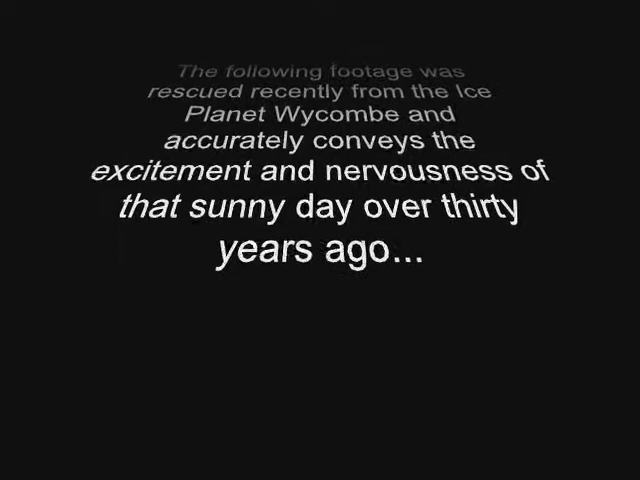 The following footage was
rescued recently from the Ice
Planet Wycombe and
accurately conveys the
excitement and nervousness of
that sunny day over thirty
years ago...